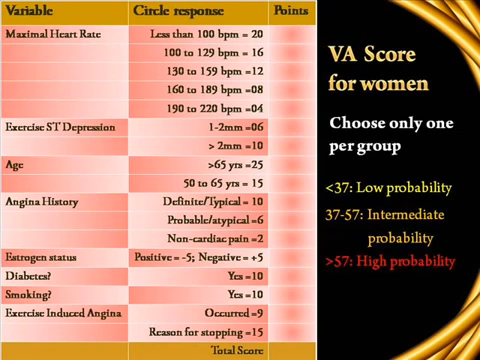 Variable Circle response Points
Maximal Heart Rate Less than 100 bpm = 20
100 to 129 bpm = 16
130 to 159 bpm =12
160 to 189 bpm =08
190 to 220 bpm =04
Exercise ST Depression 1-2mm =06
> 2mm =10
Age >65 yrs =25
50 to 65 yrs = 15
Angina History Definite/Typical = 10
Probable/atypical =6
Non-cardiac pain =2
Estrogen status Positive = -5; Negative = +5
Diabetes? Yes =10
Smoking? Yes =10
Exercise Induced Angina Occurred =9
Reason for stopping =15
Total Score
VA Score
for women
Choose only one
per group
<37: Low probability
37-57: Intermediate
probability
>57: High probability